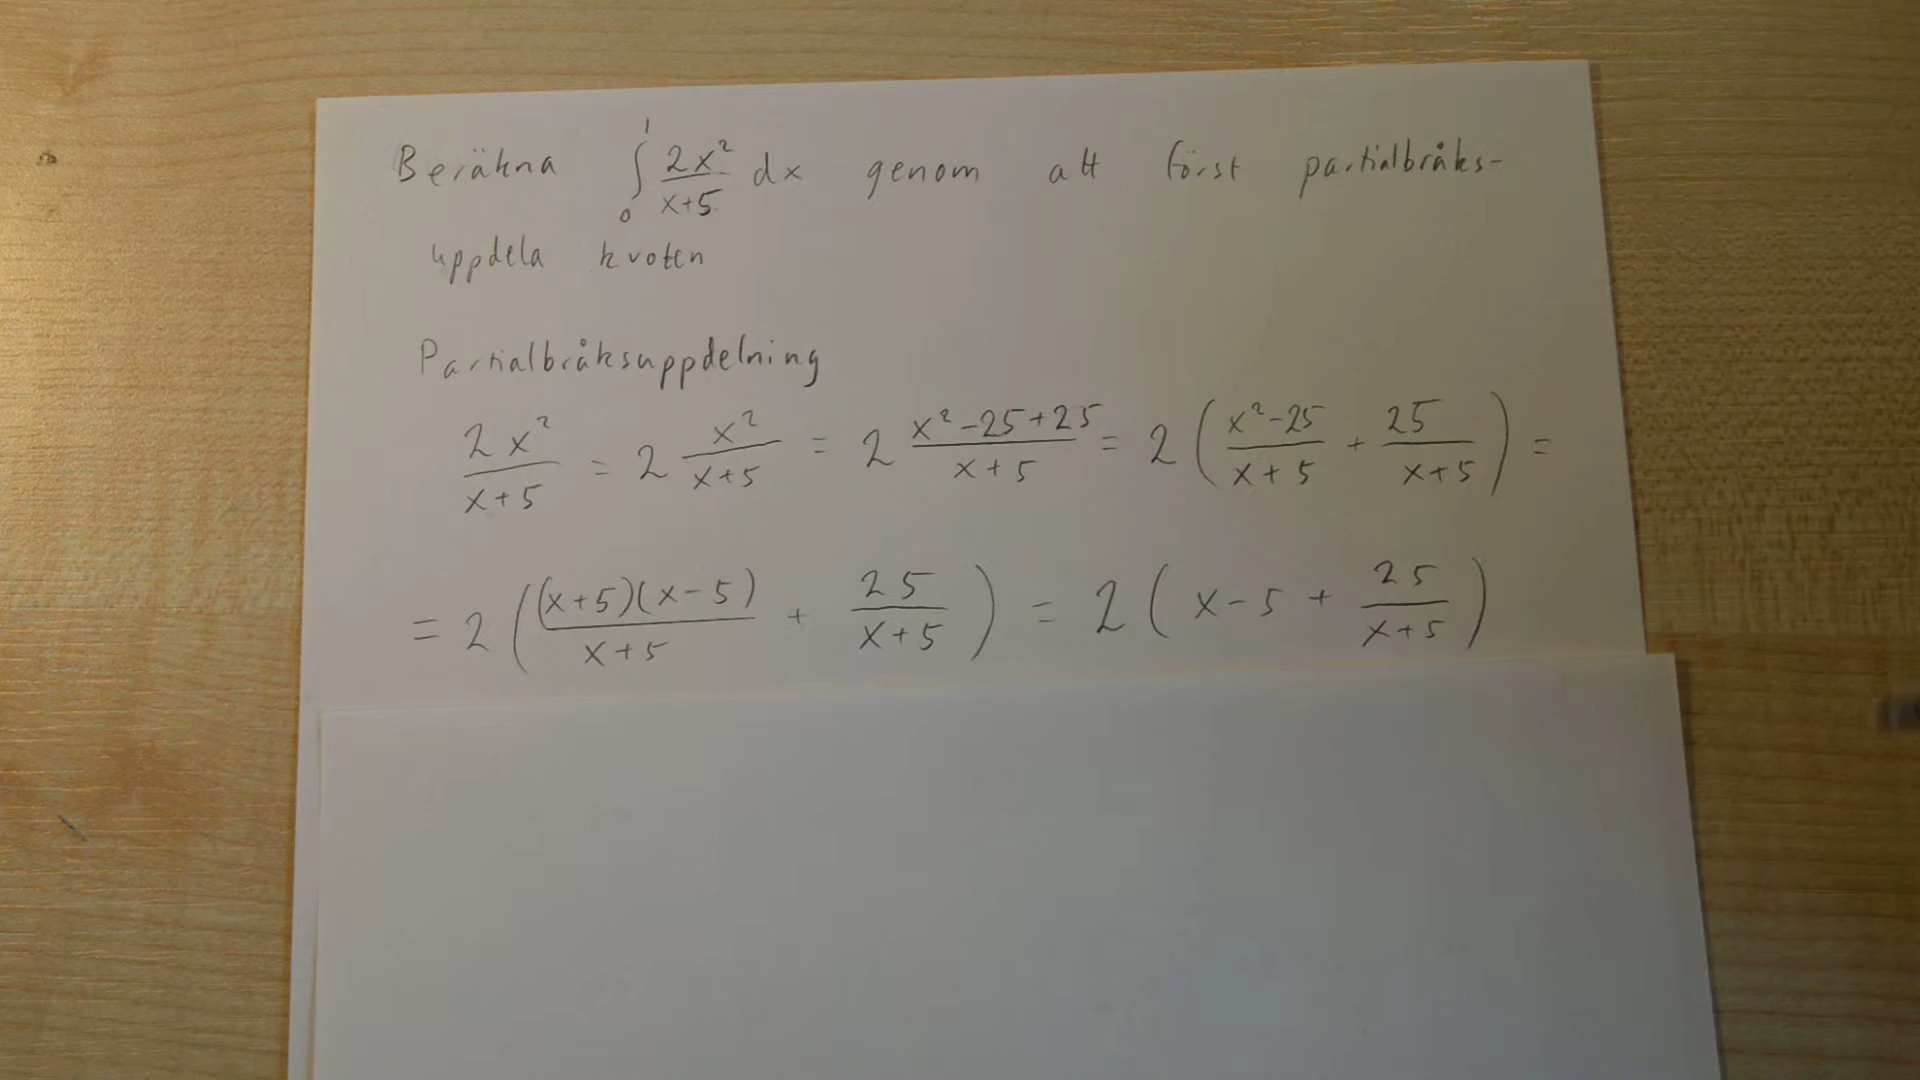 Beräkna ∫₀¹ 2x²/(x+5) dx genom att först partialbråks-
uppdela kvoten
Partialbråksuppdelning
2x²/(x+5) = 2 x²/(x+5) = 2 (x²-25+25)/(x+5) = 2((x²-25)/(x+5) + 25/(x+5)) =
= 2((x+5)(x-5)/(x+5) + 25/(x+5)) = 2(x-5 + 25/(x+5))